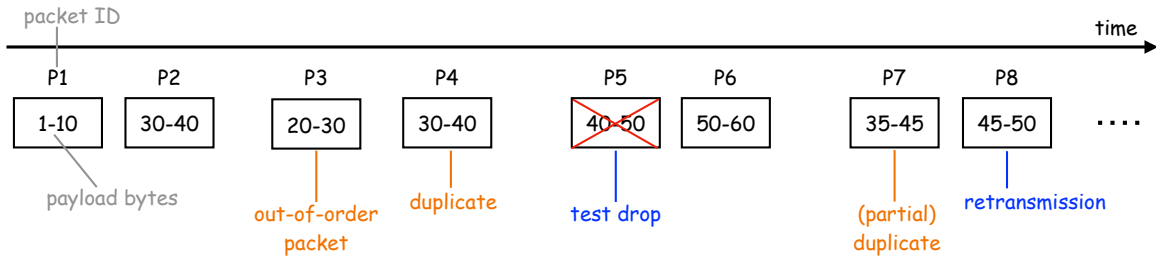 packet ID
time
P1
P2
P3
P4
P5
P6
P7
P8
1-10
30-40
20-30
30-40
40-50
50-60
35-45
45-50
....
payload bytes
out-of-order
packet
duplicate
test drop
(partial)
duplicate
retransmission